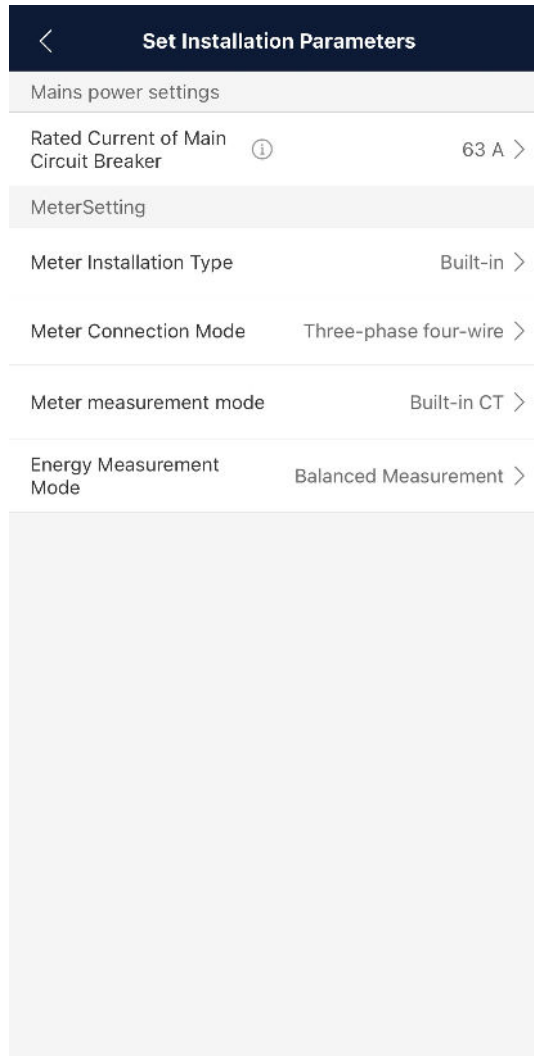 Set Installation Parameters
Mains power settings
Rated Current of Main
Circuit Breaker
63 A
MeterSetting
Meter Installation Type
Built-in
Meter Connection Mode
Three-phase four-wire
Meter measurement mode
Built-in CT
Energy Measurement
Mode
Balanced Measurement